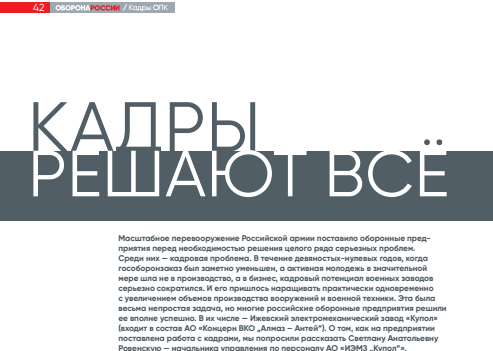 42 ОБОРОНАРОССИИ / Кадры ОПК
КАДРЫ
РЕШАЮТ ВСЁ
Масштабное перевооружение Российской армии поставило оборонные пред-
приятия перед необходимостью решения целого ряда серьезных проблем.
Среди них — кадровая проблема. В течение девяностых-нулевых годов, когда
гособоронзаказ был заметно уменьшен, а активная молодежь в значительной
мере шла не в производство, а в бизнес, кадровый потенциал военных заводов
серьезно сократился. И его пришлось наращивать практически одновременно
с увеличением объемов производства вооружений и военной техники. Эта была
весьма непростая задача, но многие российские оборонные предприятия решили
ее вполне успешно. В их числе — Ижевский электромеханический завод «Купол»
(входит в состав АО «Концерн ВКО „Алмаз – Антей“). О том, как на предприятии
поставлена работа с кадрами, мы попросили рассказать Светлану Анатольевну
Ровенскую — начальника управления по персоналу АО «ИЭМЗ „Купол“».